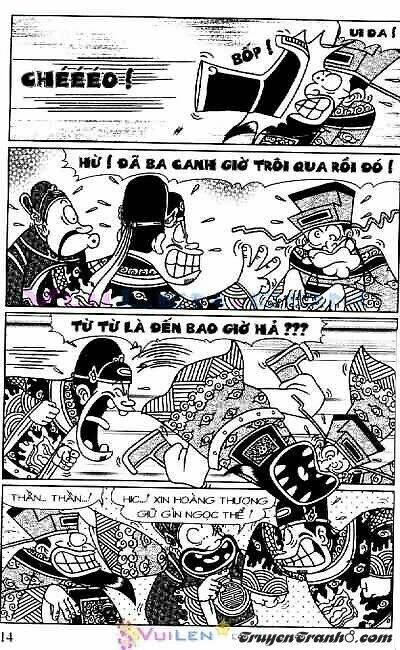 UI DA!
BỐP!
CHÉÉÉO!
HỪ! ĐÃ BA CANH GIỜ TRÔI QUA RỒI ĐÓ!
TỪ TỪ LÀ ĐẾN BAO GIỜ HẢ???
THẦN... THẦN...!
HIC...! XIN HOÀNG THƯỢNG
GIỮ GÌN NGỌC THỂ!
14
VUILEN
TruyenTranh8.com